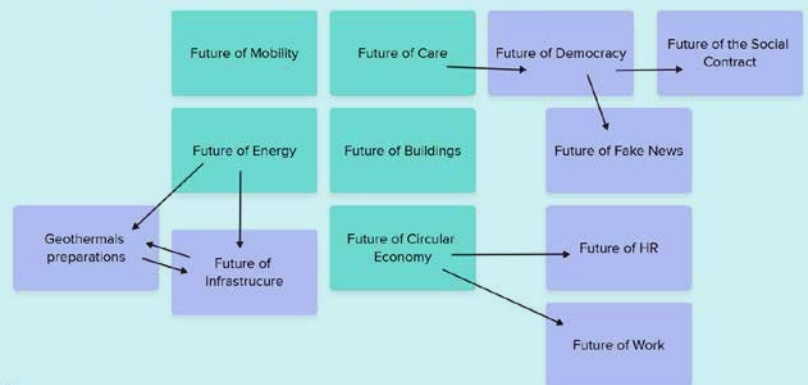 Future of Mobility
Future of Care
Future of Democracy
Future of the Social
Contract
Future of Energy
Future of Buildings
Future of Fake News
Geothermals
preparations
Future of
Infrastrucure
Future of Circular
Economy
Future of HR
Future of Work